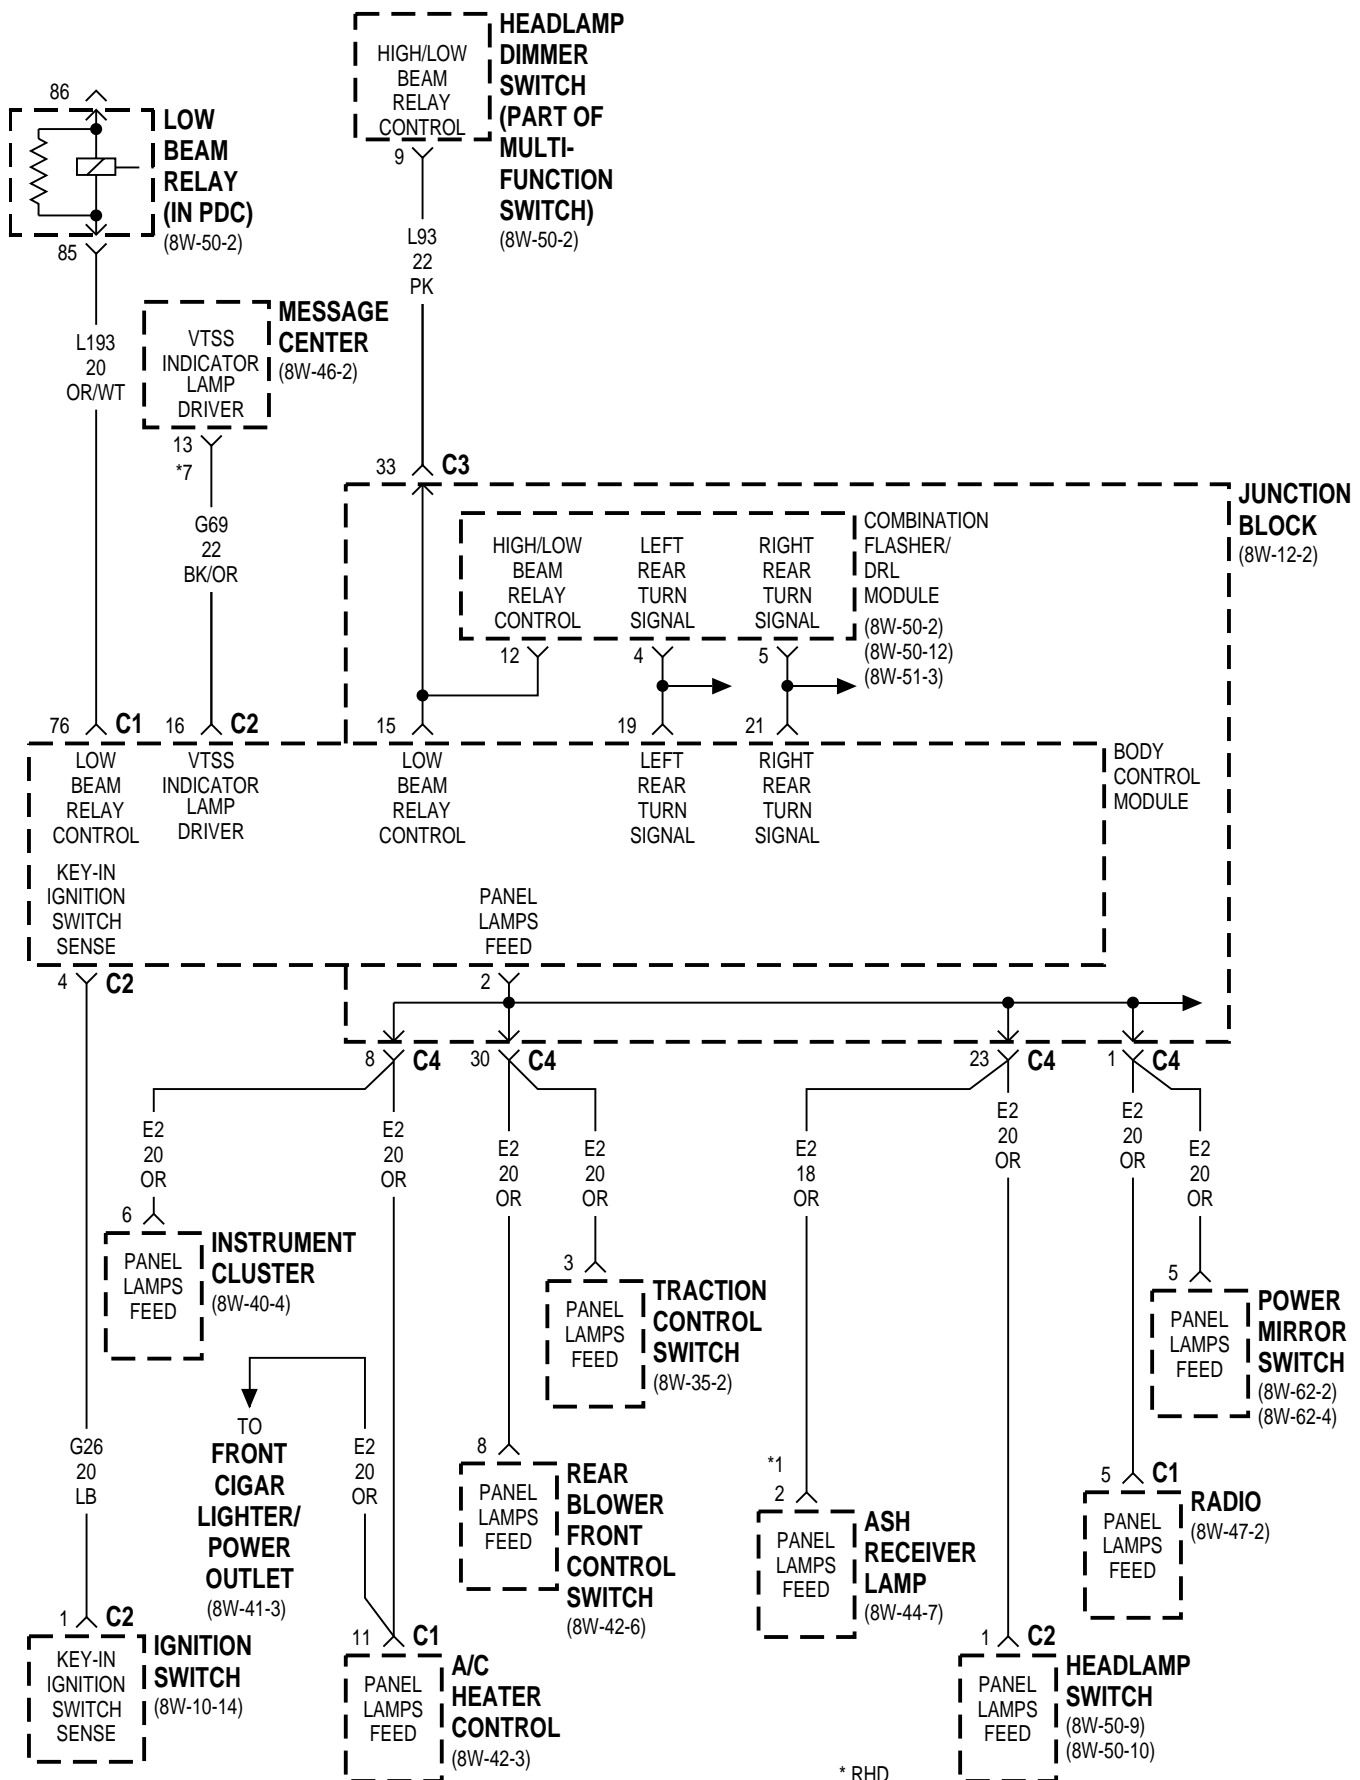 HEADLAMP
DIMMER
SWITCH
(PART OF
MULTI-
FUNCTION
SWITCH)
(8W-50-2)
HIGH/LOW
BEAM
RELAY
CONTROL
9
L93
22
PK
33
C3
86
LOW
BEAM
RELAY
(IN PDC)
(8W-50-2)
85
L193
20
OR/WT
76
C1
MESSAGE
CENTER
(8W-46-2)
VTSS
INDICATOR
LAMP
DRIVER
13
*7
G69
22
BK/OR
16
C2
JUNCTION
BLOCK
(8W-12-2)
COMBINATION
FLASHER/
DRL
MODULE
(8W-50-2)
(8W-50-12)
(8W-51-3)
HIGH/LOW
BEAM
RELAY
CONTROL
LEFT
REAR
TURN
SIGNAL
RIGHT
REAR
TURN
SIGNAL
12
4
5
15
19
21
BODY
CONTROL
MODULE
LOW
BEAM
RELAY
CONTROL
VTSS
INDICATOR
LAMP
DRIVER
LOW
BEAM
RELAY
CONTROL
LEFT
REAR
TURN
SIGNAL
RIGHT
REAR
TURN
SIGNAL
KEY-IN
IGNITION
SWITCH
SENSE
PANEL
LAMPS
FEED
4
C2
2
8
C4
30
C4
23
C4
1
C4
E2
20
OR
E2
20
OR
E2
20
OR
E2
20
OR
E2
18
OR
E2
20
OR
E2
20
OR
E2
20
OR
6
INSTRUMENT
CLUSTER
(8W-40-4)
PANEL
LAMPS
FEED
3
TRACTION
CONTROL
SWITCH
(8W-35-2)
PANEL
LAMPS
FEED
5
POWER
MIRROR
SWITCH
(8W-62-2)
(8W-62-4)
PANEL
LAMPS
FEED
G26
20
LB
TO
FRONT
CIGAR
LIGHTER/
POWER
OUTLET
(8W-41-3)
E2
20
OR
8
REAR
BLOWER
FRONT
CONTROL
SWITCH
(8W-42-6)
PANEL
LAMPS
FEED
*1
2
ASH
RECEIVER
LAMP
(8W-44-7)
PANEL
LAMPS
FEED
5
C1
RADIO
(8W-47-2)
PANEL
LAMPS
FEED
1
C2
IGNITION
SWITCH
(8W-10-14)
KEY-IN
IGNITION
SWITCH
SENSE
11
C1
A/C
HEATER
CONTROL
(8W-42-3)
PANEL
LAMPS
FEED
1
C2
HEADLAMP
SWITCH
(8W-50-9)
(8W-50-10)
PANEL
LAMPS
FEED
* RHD